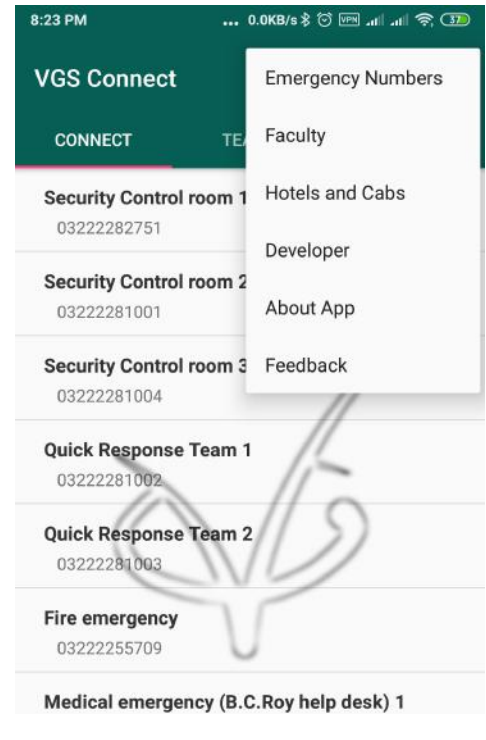 8:23 PM ... 0.0KB/s VPN 37
VGS Connect
Emergency Numbers
CONNECT
TE
Faculty
Security Control room 1
03222282751
Hotels and Cabs
Developer
Security Control room 2
03222281001
About App
Security Control room 3
03222281004
Feedback
Quick Response Team 1
03222281002
Quick Response Team 2
03222281003
Fire emergency
03222255709
Medical emergency (B.C.Roy help desk) 1